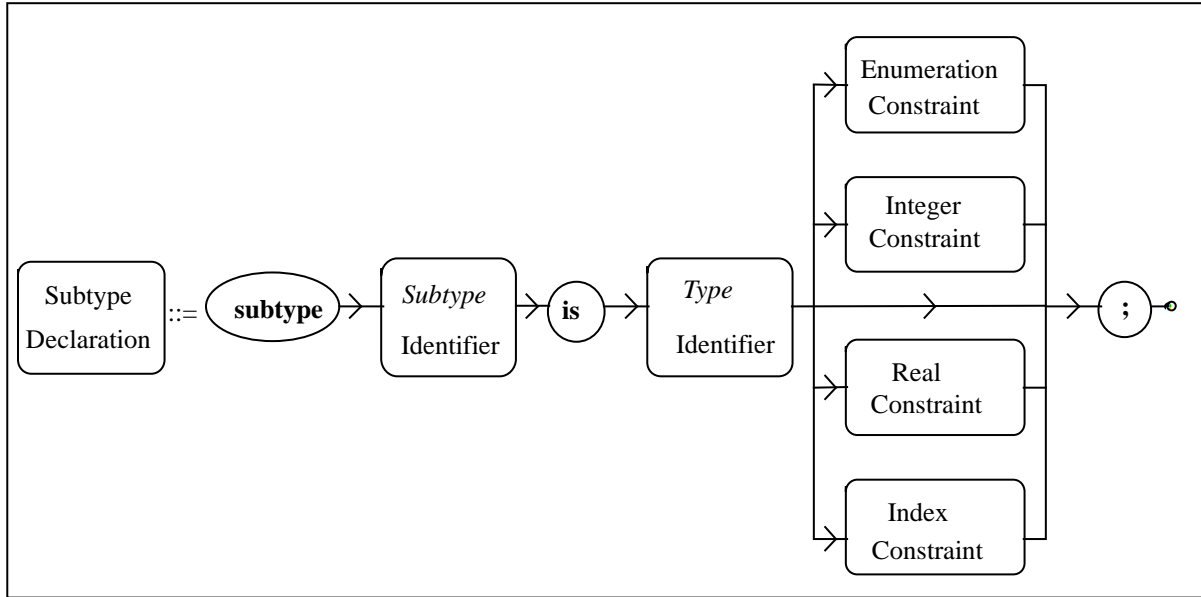 Subtype
Declaration
::=
subtype
Subtype
Identifier
is
Type
Identifier
Enumeration
Constraint
Integer
Constraint
Real
Constraint
Index
Constraint
;